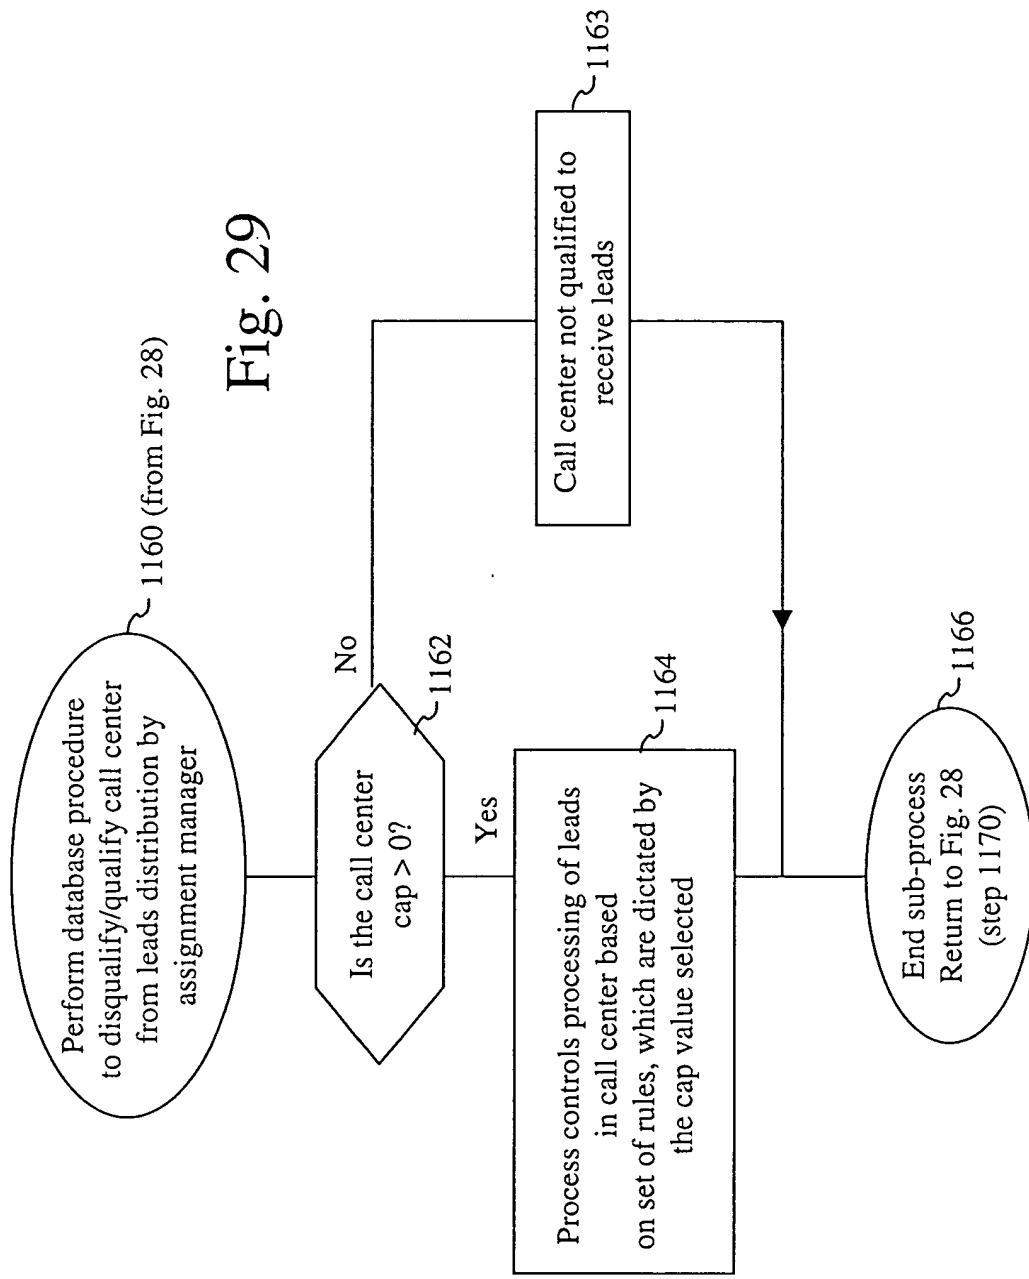 Perform database procedure
to disqualify/qualify call center
from leads distribution by
assignment manager
1160 (from Fig. 28)
Fig. 29
Is the call center
cap > 0?
1162
No
Yes
Call center not qualified to
receive leads
1163
Process controls processing of leads
in call center based
on set of rules, which are dictated by
the cap value selected
1164
End sub-process
Return to Fig. 28
(step 1170)
1166